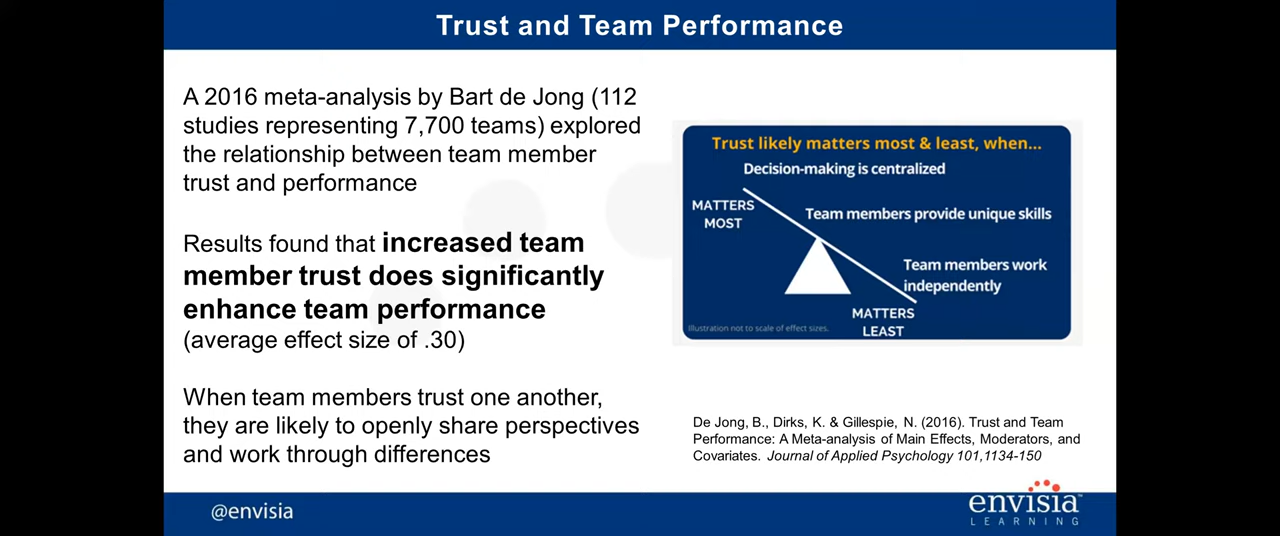 Trust and Team Performance
A 2016 meta-analysis by Bart de Jong (112
studies representing 7,700 teams) explored
the relationship between team member
trust and performance
Results found that increased team
member trust does significantly
enhance team performance
(average effect size of .30)
When team members trust one another,
they are likely to openly share perspectives
and work through differences
Trust likely matters most & least, when...
Decision-making is centralized
MATTERS
MOST
Team members provide unique skills
Team members work
independently
MATTERS
LEAST
Illustration not to scale of effect sizes.
De Jong, B., Dirks, K. & Gillespie, N. (2016). Trust and Team
Performance: A Meta-analysis of Main Effects, Moderators, and
Covariates. Journal of Applied Psychology 101,1134-150
@envisia
envisia™
LEARNING